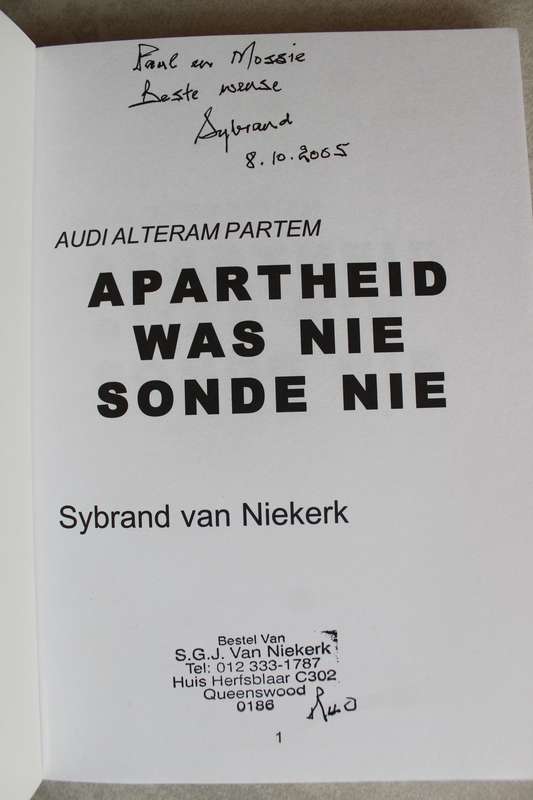 Paul en Mossie
Beste wense
Sybrand
8.10.2005
AUDI ALTERAM PARTEM
APARTHEID
WAS NIE
SONDE NIE
Sybrand van Niekerk
Bestel Van
S.G.J. Van Niekerk
Tel: 012 333-1787
Huis Herfsblaar C302
Queenswood
0186
1